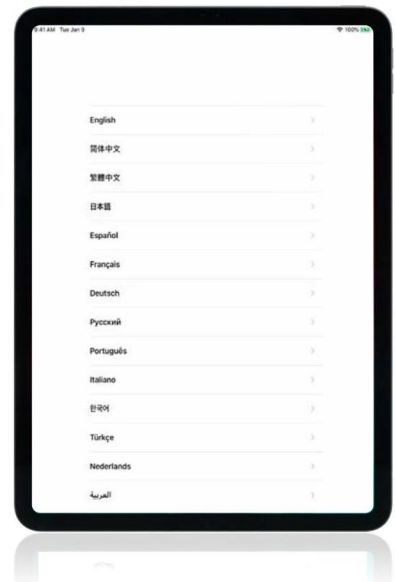 9:41 AM Tue Jan 9
100%
English
简体中文
繁體中文
日本語
Español
Français
Deutsch
Русский
Português
Italiano
한국어
Türkçe
Nederlands
العربية